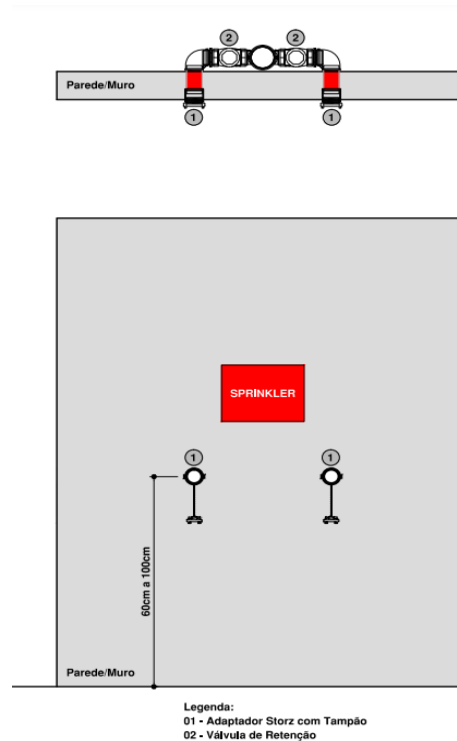 2 2
Parede/Muro
1 1
SPRINKLER
1 1
60cm a 100cm
Parede/Muro
Legenda:
01 - Adaptador Storz com Tampão
02 - Válvula de Retenção